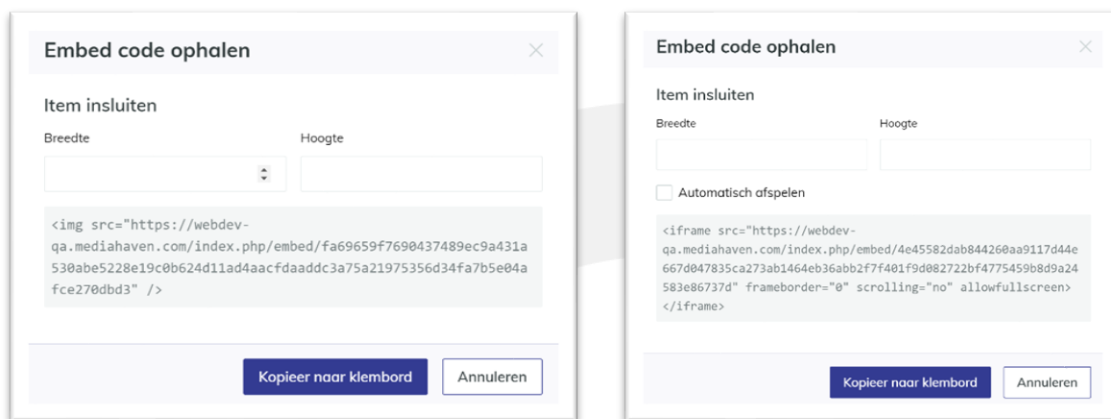 Embed code ophalen
Item insluiten
Breedte
Hoogte
<img src="https://webdev-
qa.mediahaven.com/index.php/embed/fa69659f7690437489ec9a431a
530abe5228e19c0b624d11ad4aacfdaaddc3a75a21975356d34fa7b5e04a
fce270dbd3" />
Kopieer naar klembord
Annuleren
Embed code ophalen
Item insluiten
Breedte
Hoogte
Automatisch afspelen
<iframe src="https://webdev-
qa.mediahaven.com/index.php/embed/4e45582dab844260aa9117d44e
667d047835ca273ab1464eb36abb2f7f401f9d082722bf4775459b8d9a24
583e86737d" frameborder="0" scrolling="no" allowfullscreen>
</iframe>
Kopieer naar klembord
Annuleren